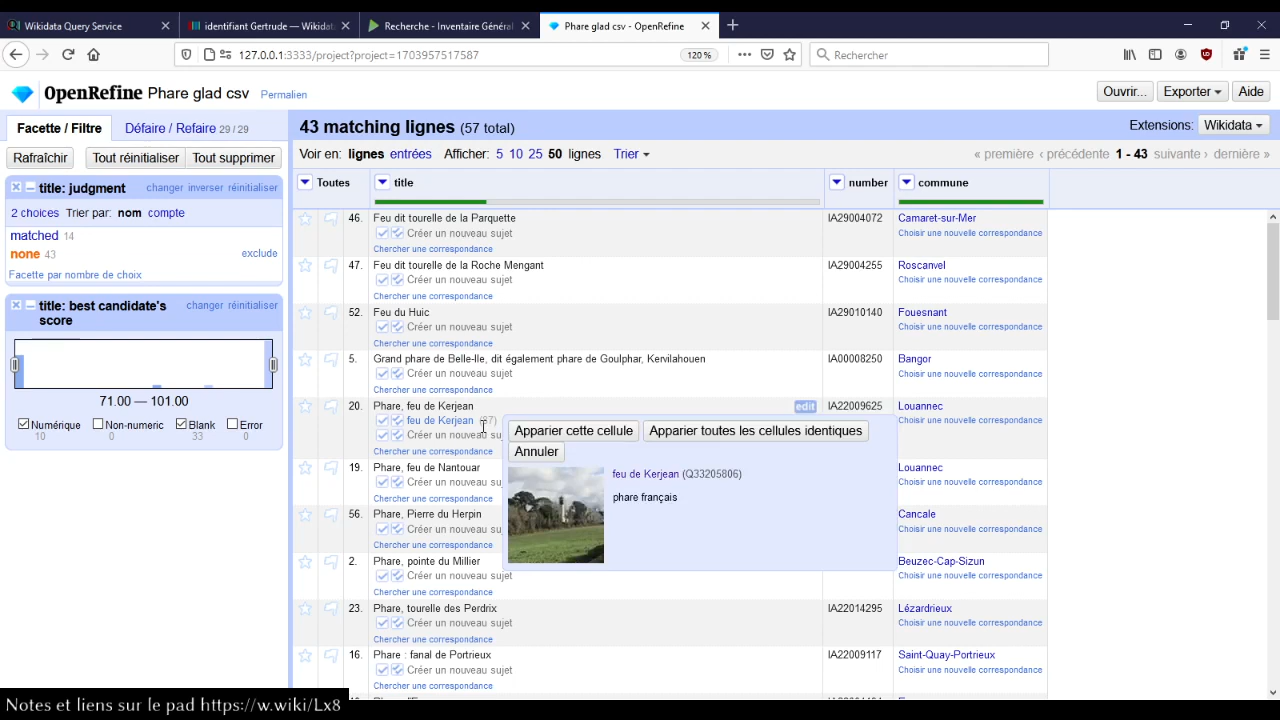 Wikidata Query Service
identifiant Gertrude — Wikidat
Recherche - Inventaire Général
Phare glad csv - OpenRefine
127.0.0.1:3333/project?project=1703957517587
120 %
Rechercher
OpenRefine Phare glad csv Permalien
Ouvrir... Exporter Aide
Facette / Filtre Défaire / Refaire 29 / 29
43 matching lignes (57 total)
Extensions: Wikidata
Rafraîchir Tout réinitialiser Tout supprimer
Voir en: lignes entrées Afficher: 5 10 25 50 lignes Trier
« première ‹ précédente 1 - 43 suivante › dernière »
title: judgment changer inverser réinitialiser
2 choices Trier par: nom compte
matched 14
none 43 exclude
Facette par nombre de choix
title: best candidate's score changer réinitialiser
71.00 — 101.00
Numérique Non-numeric Blank Error
10 0 33 0
Toutes title number commune
46. Feu dit tourelle de la Parquette IA29004072 Camaret-sur-Mer
Créer un nouveau sujet Choisir une nouvelle correspondance
Chercher une correspondance
47. Feu dit tourelle de la Roche Mengant IA29004255 Roscanvel
Créer un nouveau sujet Choisir une nouvelle correspondance
Chercher une correspondance
52. Feu du Huic IA29010140 Fouesnant
Créer un nouveau sujet Choisir une nouvelle correspondance
Chercher une correspondance
5. Grand phare de Belle-Ile, dit également phare de Goulphar, Kervilahouen IA00008250 Bangor
Créer un nouveau sujet Choisir une nouvelle correspondance
Chercher une correspondance
20. Phare, feu de Kerjean edit IA22009625 Louannec
feu de Kerjean
Créer un nouveau su
Chercher une correspondance
Apparier cette cellule Apparier toutes les cellules identiques
Annuler
feu de Kerjean (Q33205806)
phare français
19. Phare, feu de Nantouar Louannec
Créer un nouveau su Choisir une nouvelle correspondance
Chercher une correspondance
56. Phare, Pierre du Herpin Cancale
Créer un nouveau su Choisir une nouvelle correspondance
Chercher une correspondance
2. Phare, pointe du Millier Beuzec-Cap-Sizun
Créer un nouveau sujet Choisir une nouvelle correspondance
Chercher une correspondance
23. Phare, tourelle des Perdrix IA22014295 Lézardrieux
Créer un nouveau sujet Choisir une nouvelle correspondance
Chercher une correspondance
16. Phare : fanal de Portrieux IA22009117 Saint-Quay-Portrieux
Créer un nouveau sujet Choisir une nouvelle correspondance
Chercher une correspondance
Notes et liens sur le pad https://w.wiki/Lx8